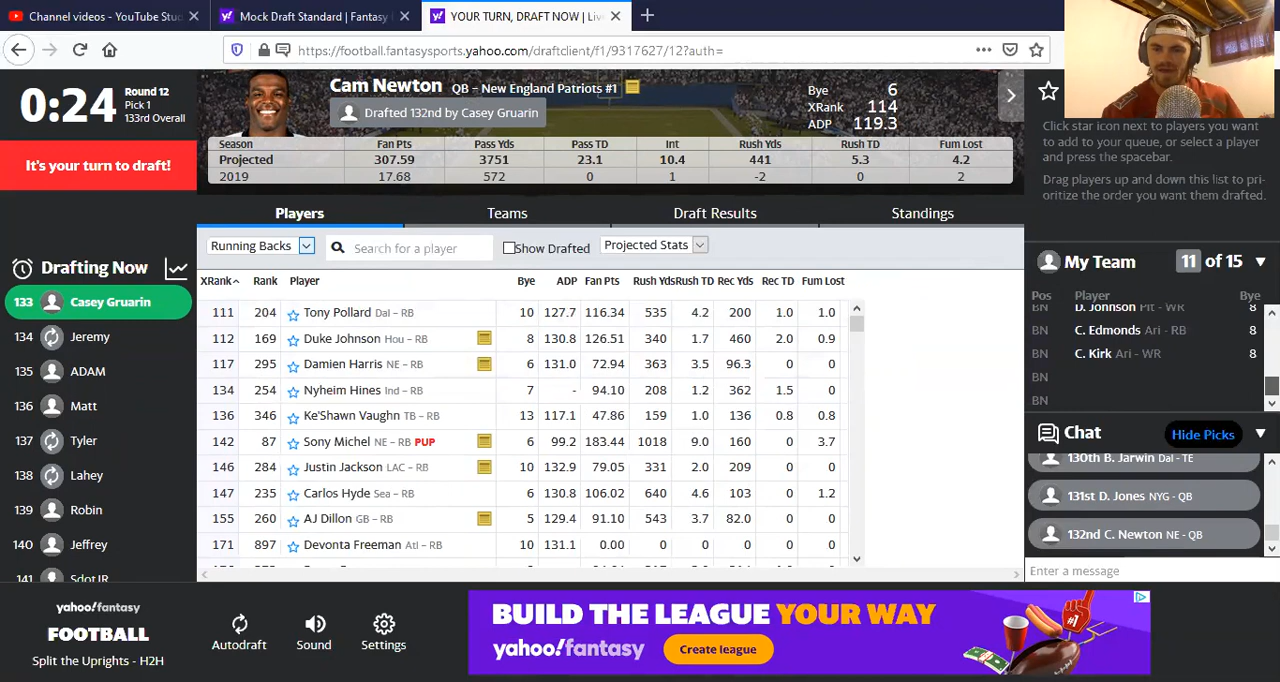 Channel videos - YouTube Stu
Mock Draft Standard | Fantasy
YOUR TURN, DRAFT NOW | Liv
https://football.fantasysports.yahoo.com/draftclient/f1/9317627/12?auth=
0:24
Round 12
Pick 1
133rd Overall
It's your turn to draft!
Cam Newton QB – New England Patriots #1
Drafted 132nd by Casey Gruarin
Bye 6
XRank 114
ADP 119.3
Season Fan Pts Pass Yds Pass TD Int Rush Yds Rush TD Fum Lost
Projected 307.59 3751 23.1 10.4 441 5.3 4.2
2019 17.68 572 0 1 -2 0 2
Click star icon next to players you want
to add to your queue, or select a player
and press the spacebar.
Drag players up and down this list to pri-
oritize the order you want them drafted.
Players Teams Draft Results Standings
Running Backs Search for a player Show Drafted Projected Stats
XRank Rank Player Bye ADP Fan Pts Rush Yds Rush TD Rec Yds Rec TD Fum Lost
111 204 Tony Pollard Dal – RB 10 127.7 116.34 535 4.2 200 1.0 1.0
112 169 Duke Johnson Hou – RB 8 130.8 126.51 340 1.7 460 2.0 0.9
117 295 Damien Harris NE – RB 6 131.0 72.94 363 3.5 96.3 0 0
134 254 Nyheim Hines Ind – RB 7 - 94.10 208 1.2 362 1.5 0
136 346 Ke'Shawn Vaughn TB – RB 13 117.1 47.86 159 1.0 136 0.8 0.8
142 87 Sony Michel NE – RB PUP 6 99.2 183.44 1018 9.0 160 0 3.7
146 284 Justin Jackson LAC – RB 10 132.9 79.05 331 2.0 209 0 0
147 235 Carlos Hyde Sea – RB 6 130.8 106.02 640 4.6 103 0 1.2
155 260 AJ Dillon GB – RB 5 129.4 91.10 543 3.7 82.0 0 0
171 897 Devonta Freeman Atl – RB 10 131.1 0.00 0 0 0 0 0
Drafting Now
133 Casey Gruarin
134 Jeremy
135 ADAM
136 Matt
137 Tyler
138 Lahey
139 Robin
140 Jeffrey
141 SdotJR
My Team 11 of 15
Pos Player Bye
BN D. Johnson Pit - WR 8
BN C. Edmonds Ari - RB 8
BN C. Kirk Ari - WR 8
BN
BN
Chat Hide Picks
130th B. Jarwin Dal - TE
131st D. Jones NYG - QB
132nd C. Newton NE - QB
Enter a message
yahoo!fantasy
FOOTBALL
Split the Uprights - H2H
Autodraft
Sound
Settings
BUILD THE LEAGUE YOUR WAY
yahoo!fantasy
Create league
#1